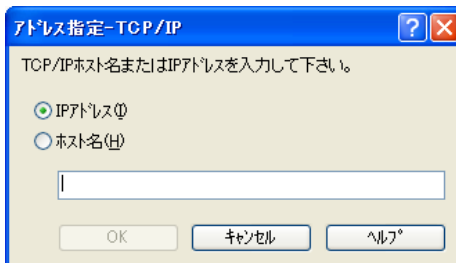 ｱﾄﾞﾚｽ指定-TCP/IP
TCP/IPホスト名またはIPｱﾄﾞﾚｽを入力して下さい。
IPｱﾄﾞﾚｽ(I)
ホスト名(H)
OK ｷｬﾝｾﾙ ﾍﾙﾌﾟ